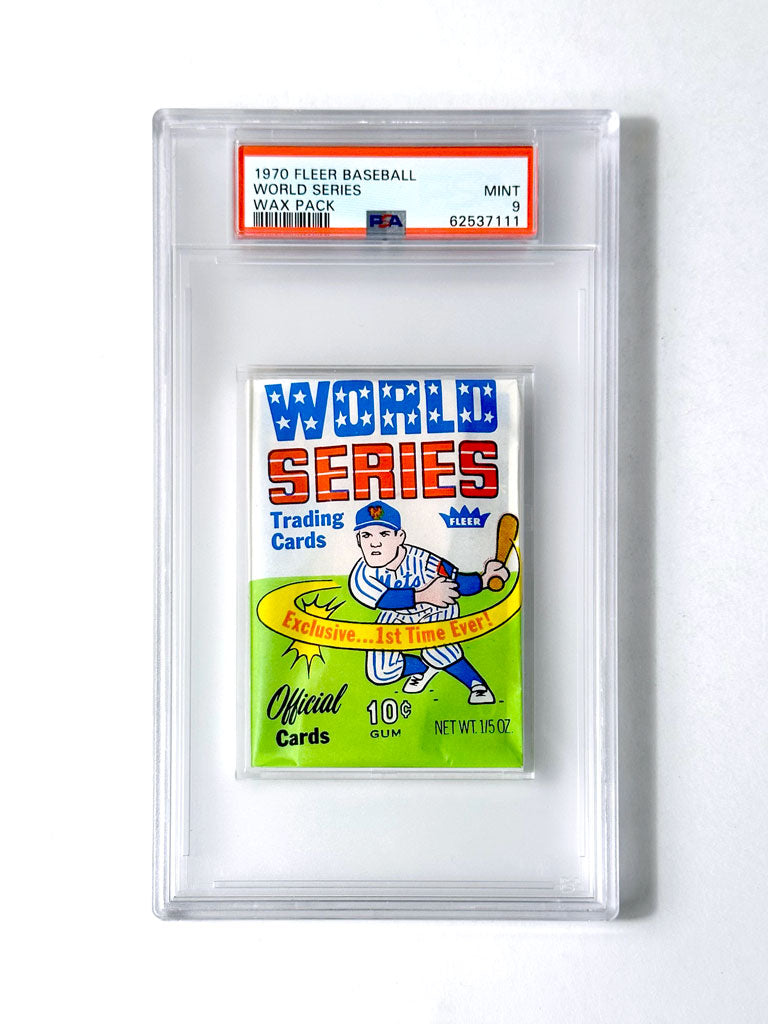 1970 FLEER BASEBALL
WORLD SERIES MINT
WAX PACK 9
PSA 62537111
WORLD
SERIES
Trading
Cards
FLEER
Mets
Exclusive...1st Time Ever!
Official
Cards
10¢
GUM
NET WT. 1/5 OZ.